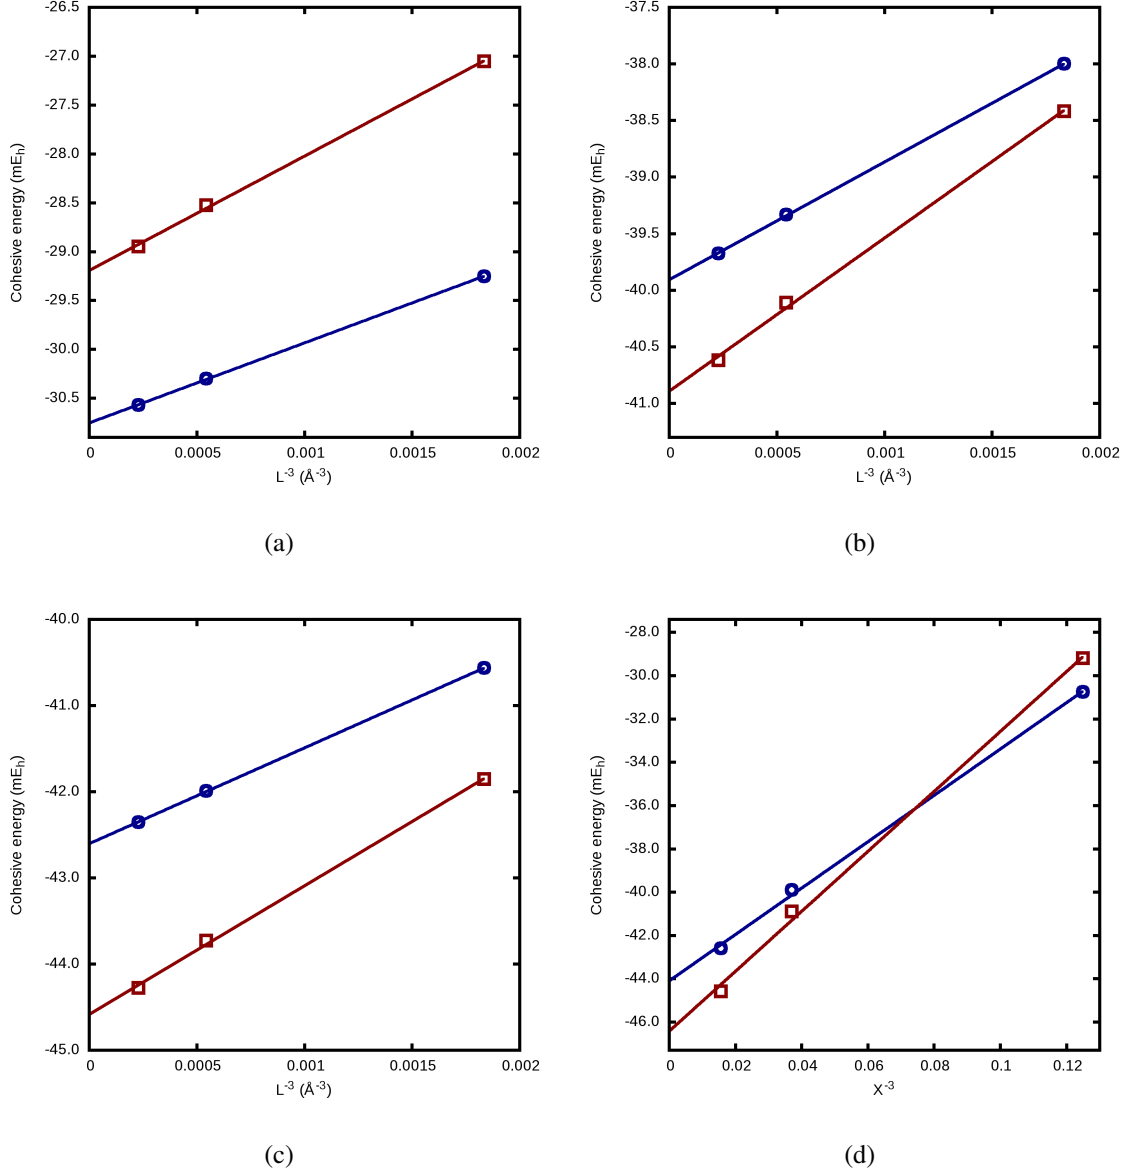 -26.5
-27.0
-27.5
-28.0
-28.5
-29.0
-29.5
-30.0
-30.5
Cohesive energy (mEh)
0 0.0005 0.001 0.0015 0.002
L-3 (Å-3)
(a)
-37.5
-38.0
-38.5
-39.0
-39.5
-40.0
-40.5
-41.0
Cohesive energy (mEh)
0 0.0005 0.001 0.0015 0.002
L-3 (Å-3)
(b)
-40.0
-41.0
-42.0
-43.0
-44.0
-45.0
Cohesive energy (mEh)
0 0.0005 0.001 0.0015 0.002
L-3 (Å-3)
(c)
-28.0
-30.0
-32.0
-34.0
-36.0
-38.0
-40.0
-42.0
-44.0
-46.0
Cohesive energy (mEh)
0 0.02 0.04 0.06 0.08 0.1 0.12
X-3
(d)